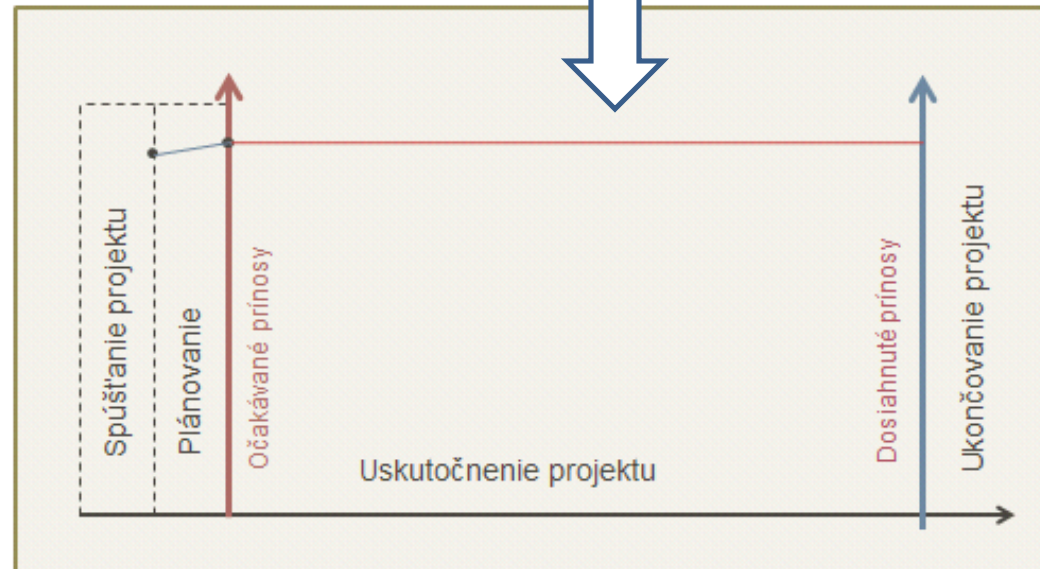 Spúšťanie projektu
Plánovanie
Očakávané prínosy
Uskutočnenie projektu
Dosiahnuté prínosy
Ukončovanie projektu